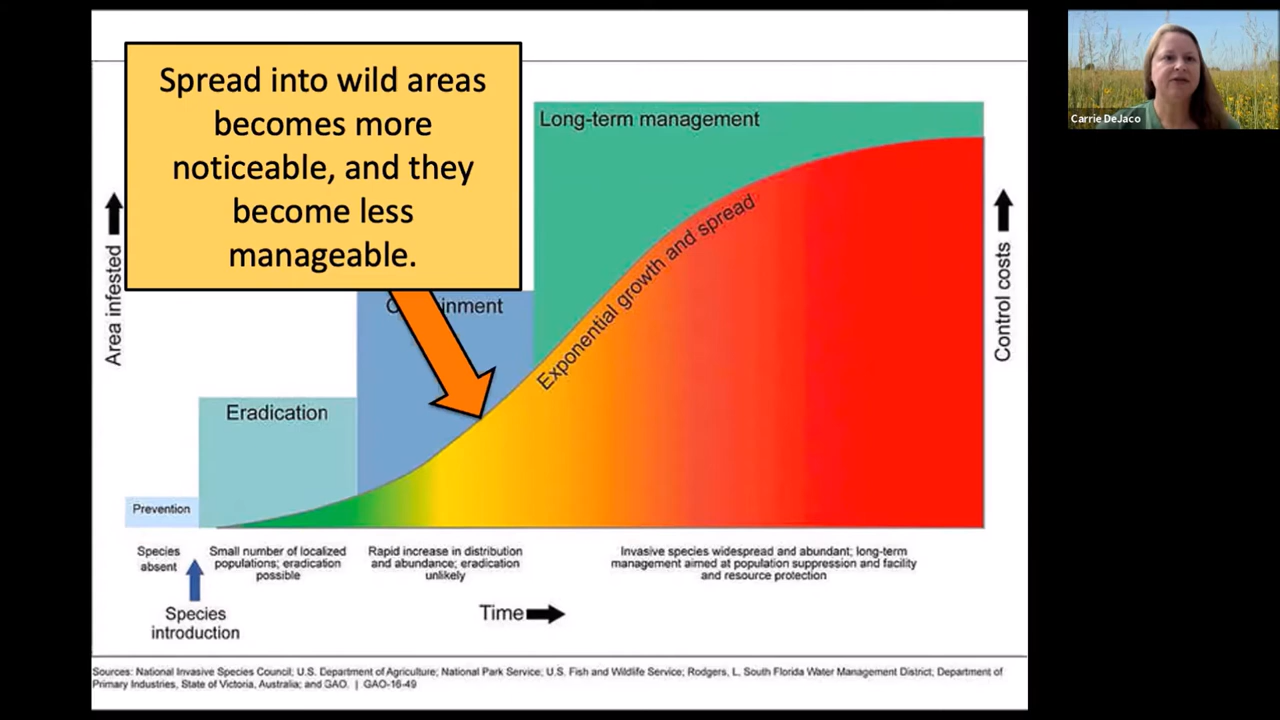 Spread into wild areas
becomes more
noticeable, and they
become less
manageable.
Carrie DeJaco
Long-term management
Area infested
Control costs
Exponential growth and spread
inment
Eradication
Prevention
Species
absent
Small number of localized
populations; eradication
possible
Rapid increase in distribution
and abundance; eradication
unlikely
Invasive species widespread and abundant; long-term
management aimed at population suppression and facility
and resource protection
Species
introduction
Time
Sources: National Invasive Species Council; U.S. Department of Agriculture; National Park Service; U.S. Fish and Wildlife Service; Rodgers, L. South Florida Water Management District; Department of
Primary Industries, State of Victoria, Australia; and GAO. | GAO-16-49